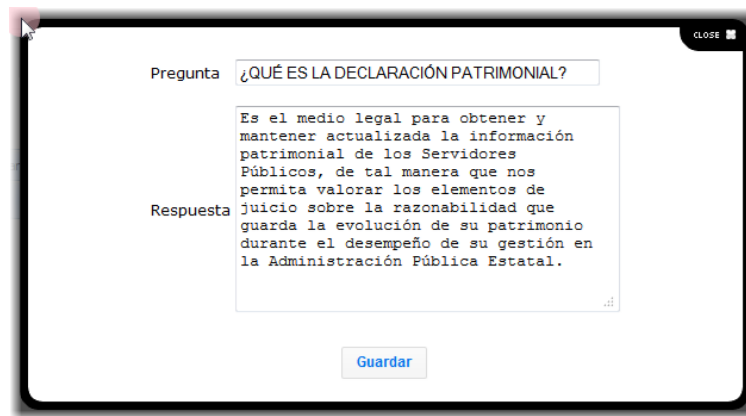 CLOSE
Pregunta ¿QUÉ ES LA DECLARACIÓN PATRIMONIAL?
Es el medio legal para obtener y
mantener actualizada la información
patrimonial de los Servidores
Públicos, de tal manera que nos
permita valorar los elementos de
Respuesta juicio sobre la razonabilidad que
guarda la evolución de su patrimonio
durante el desempeño de su gestión en
la Administración Pública Estatal.
Guardar